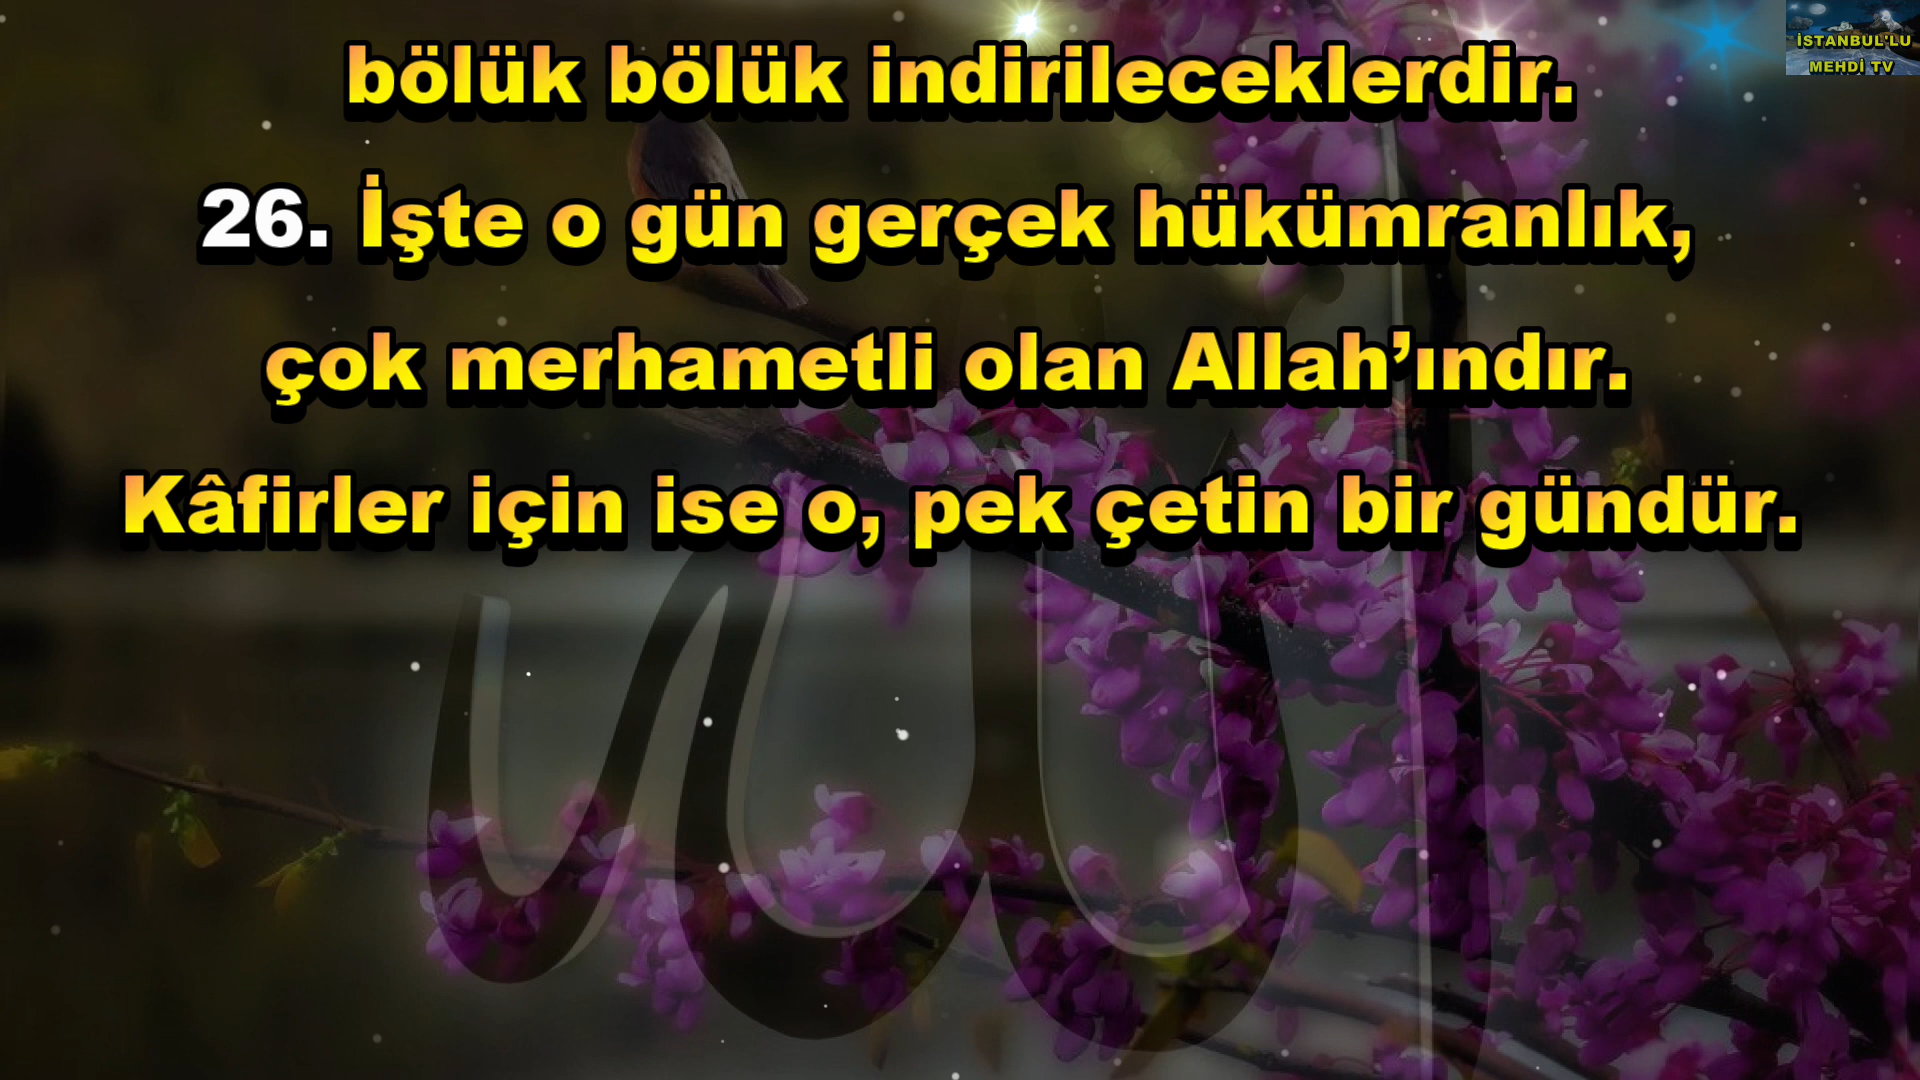 bölük bölük indirileceklerdir.
26. İşte o gün gerçek hükümranlık,
çok merhametli olan Allah’ındır.
Kâfirler için ise o, pek çetin bir gündür.
İSTANBUL'LU
MEHDİ TV